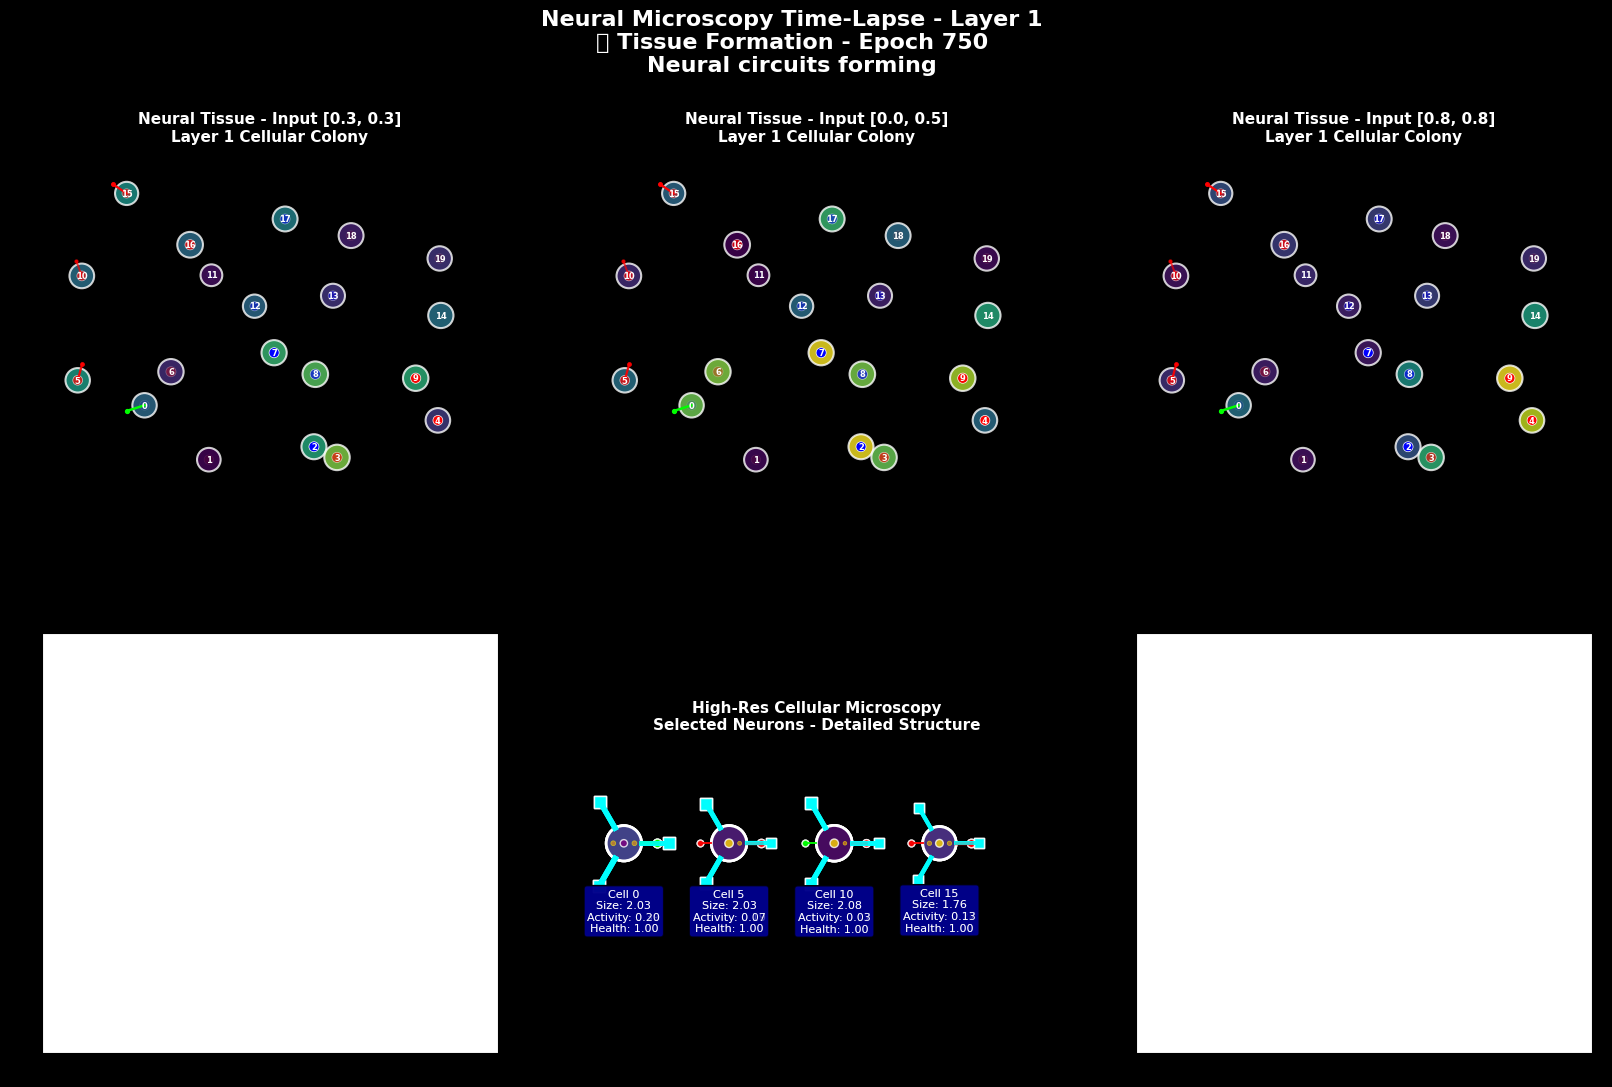 Neural Microscopy Time-Lapse - Layer 1
Tissue Formation - Epoch 750
Neural circuits forming
Neural Tissue - Input [0.3, 0.3]
Layer 1 Cellular Colony
15
17
18
16
19
10
11
13
12
14
7
6
8
9
5
0
4
2
3
1
Neural Tissue - Input [0.0, 0.5]
Layer 1 Cellular Colony
15
17
18
16
19
10
11
13
12
14
7
6
8
9
5
0
4
2
3
1
Neural Tissue - Input [0.8, 0.8]
Layer 1 Cellular Colony
15
17
18
16
19
10
11
13
12
14
7
6
8
9
5
0
4
2
3
1
High-Res Cellular Microscopy
Selected Neurons - Detailed Structure
Cell 0
Size: 2.03
Activity: 0.20
Health: 1.00
Cell 5
Size: 2.03
Activity: 0.07
Health: 1.00
Cell 10
Size: 2.08
Activity: 0.03
Health: 1.00
Cell 15
Size: 1.76
Activity: 0.13
Health: 1.00